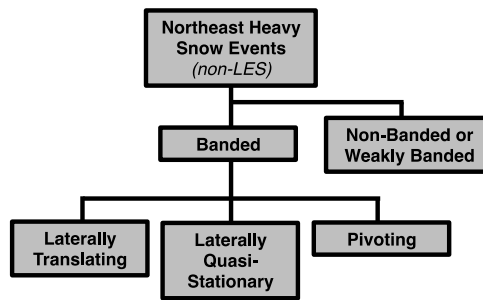 Northeast Heavy
Snow Events
(non-LES)
Banded
Non-Banded or
Weakly Banded
Laterally
Translating
Laterally
Quasi-
Stationary
Pivoting